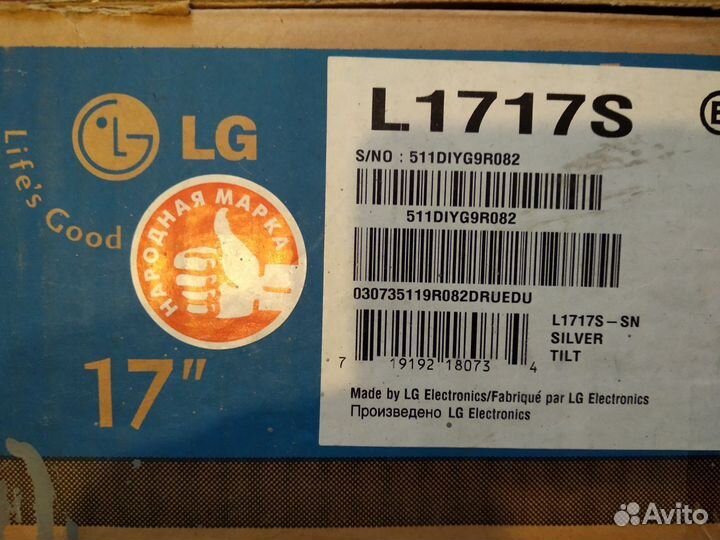 LG
Life's Good
НАРОДНАЯ МАРКА
17"
L1717S
S/NO : 511DIYG9R082
511DIYG9R082
030735119R082DRUEDU
L1717S-SN
SILVER
TILT
7 19192 18073 4
Made by LG Electronics/Fabriqué par LG Electronics
Произведено LG Electronics
Avito